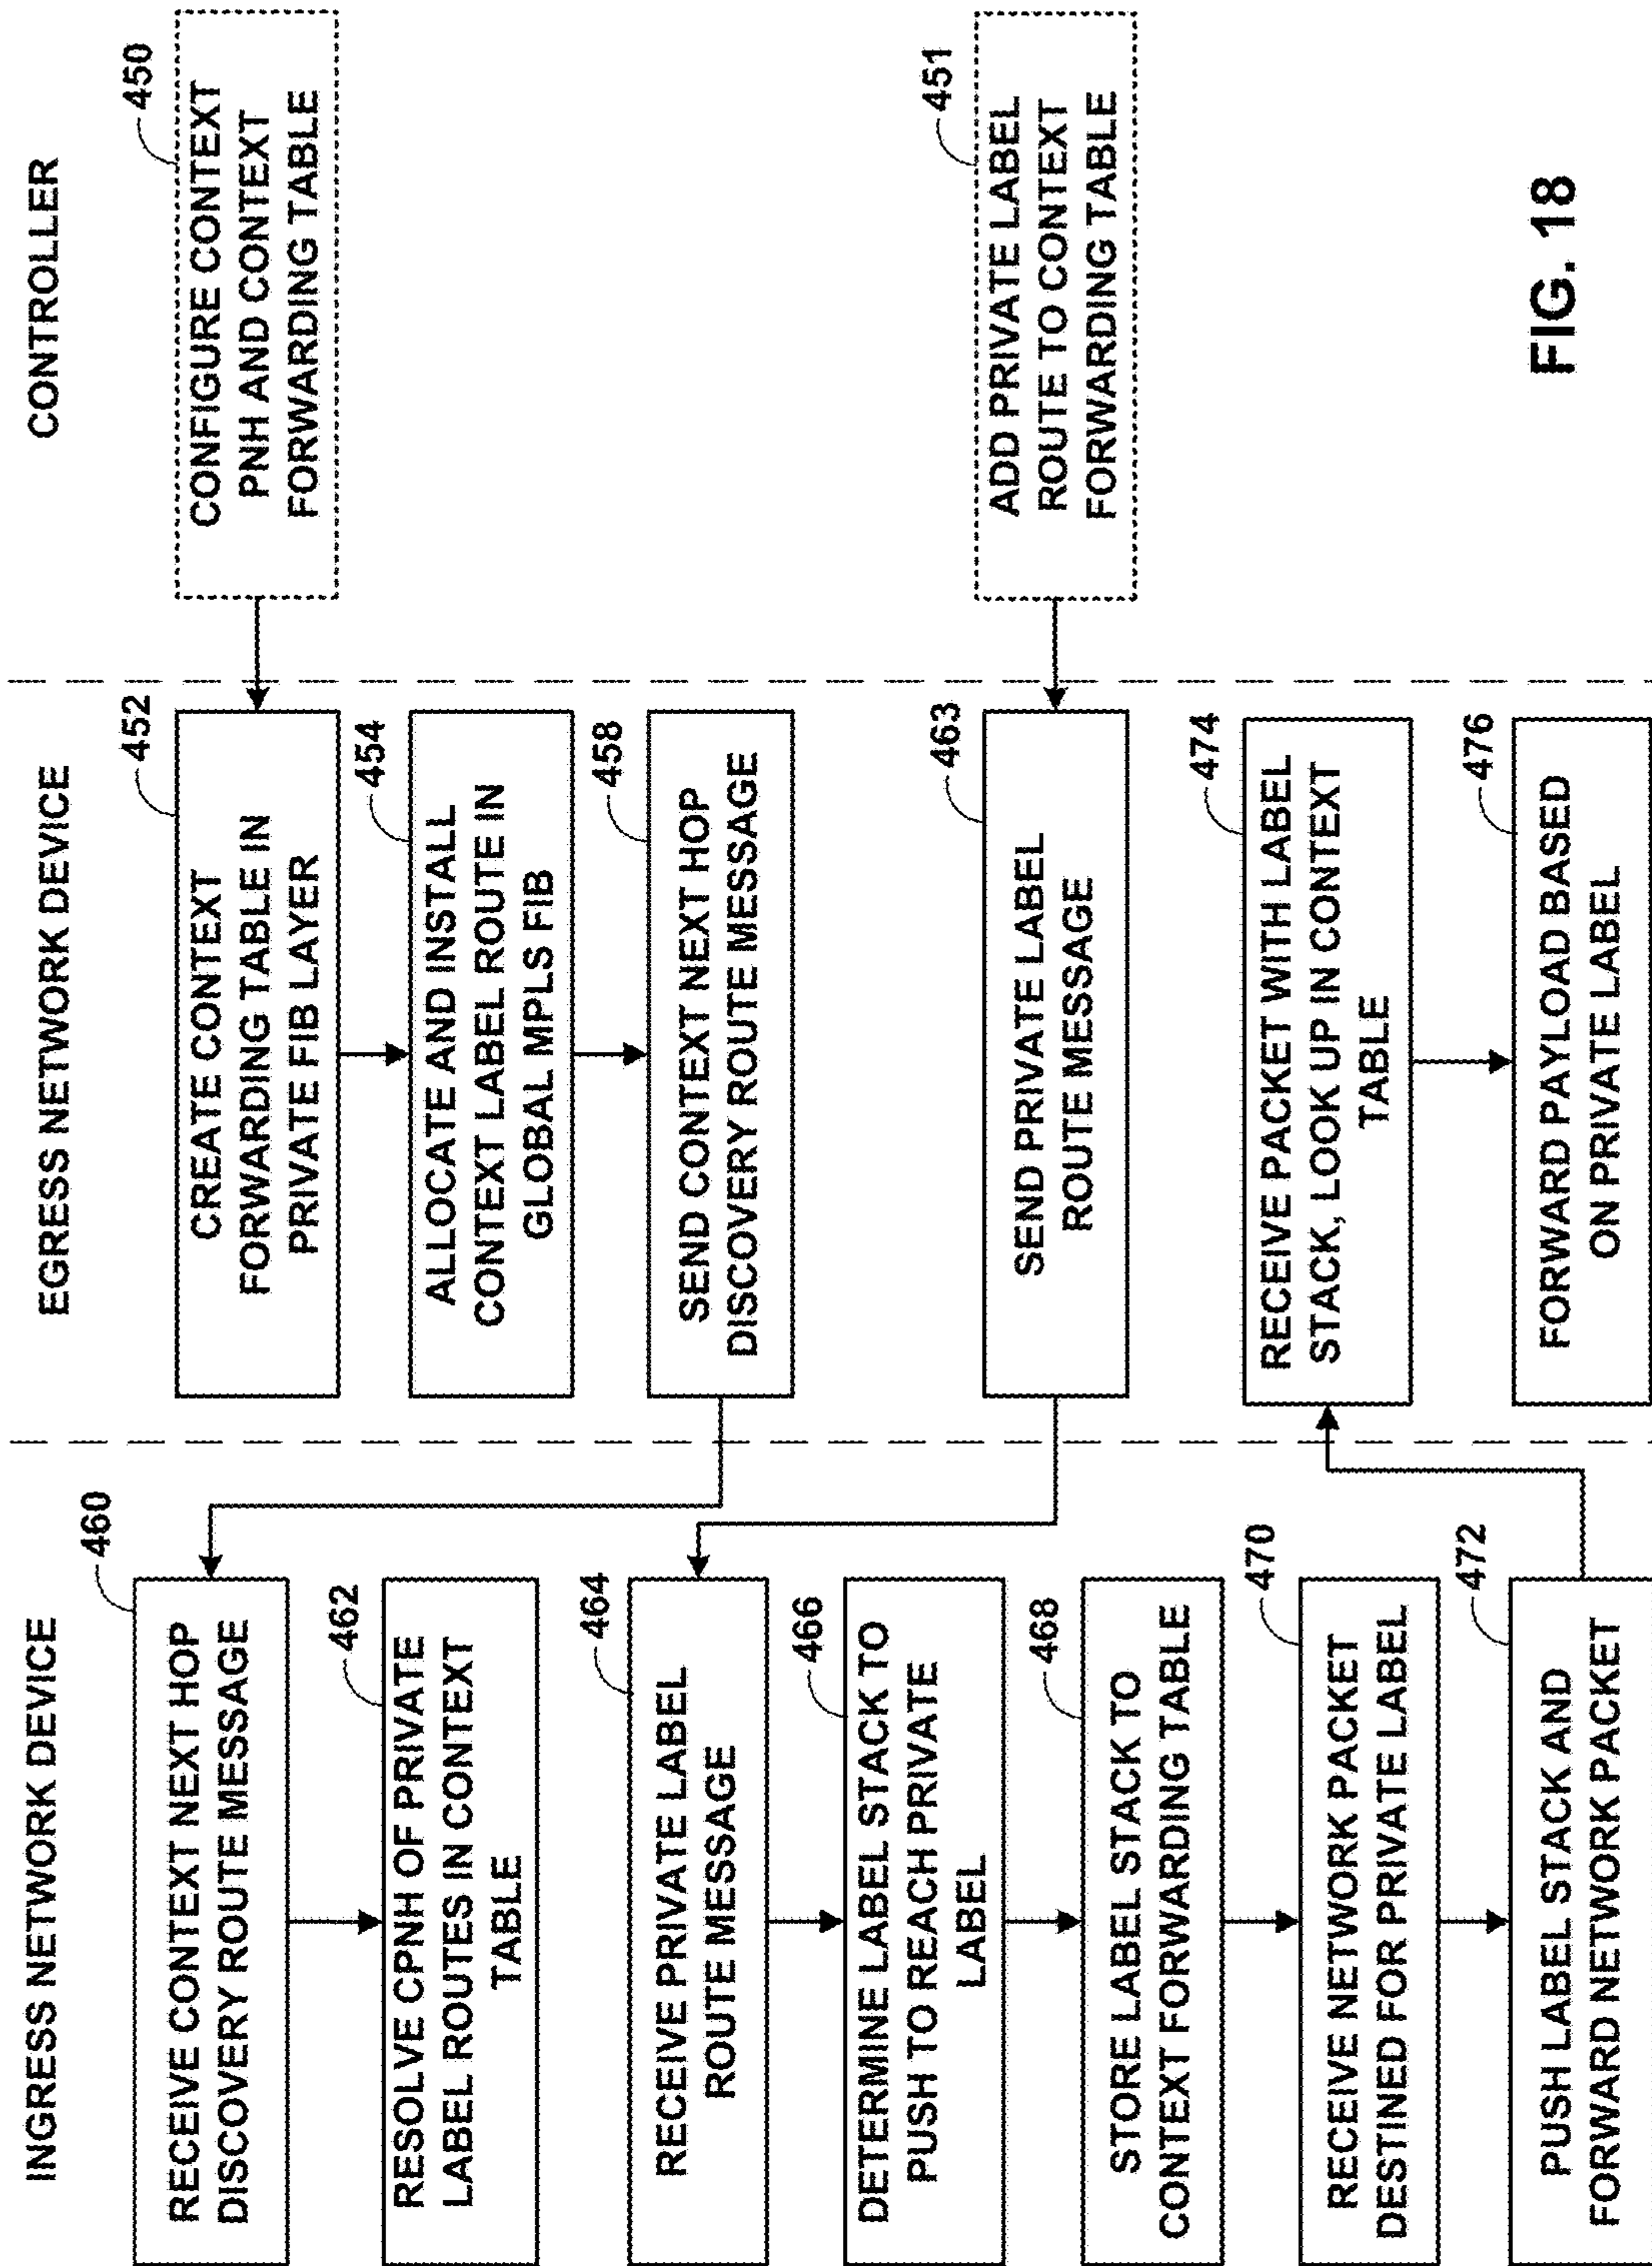 INGRESS NETWORK DEVICE
460
RECEIVE CONTEXT NEXT HOP
DISCOVERY ROUTE MESSAGE
462
RESOLVE CPNH OF PRIVATE
LABEL ROUTES IN CONTEXT
TABLE
464
RECEIVE PRIVATE LABEL
ROUTE MESSAGE
466
DETERMINE LABEL STACK TO
PUSH TO REACH PRIVATE
LABEL
468
STORE LABEL STACK TO
CONTEXT FORWARDING TABLE
470
RECEIVE NETWORK PACKET
DESTINED FOR PRIVATE LABEL
472
PUSH LABEL STACK AND
FORWARD NETWORK PACKET
EGRESS NETWORK DEVICE
452
CREATE CONTEXT
FORWARDING TABLE IN
PRIVATE FIB LAYER
454
ALLOCATE AND INSTALL
CONTEXT LABEL ROUTE IN
GLOBAL MPLS FIB
458
SEND CONTEXT NEXT HOP
DISCOVERY ROUTE MESSAGE
463
SEND PRIVATE LABEL
ROUTE MESSAGE
474
RECEIVE PACKET WITH LABEL
STACK, LOOK UP IN CONTEXT
TABLE
476
FORWARD PAYLOAD BASED
ON PRIVATE LABEL
CONTROLLER
450
CONFIGURE CONTEXT
PNH AND CONTEXT
FORWARDING TABLE
451
ADD PRIVATE LABEL
ROUTE TO CONTEXT
FORWARDING TABLE
FIG. 18